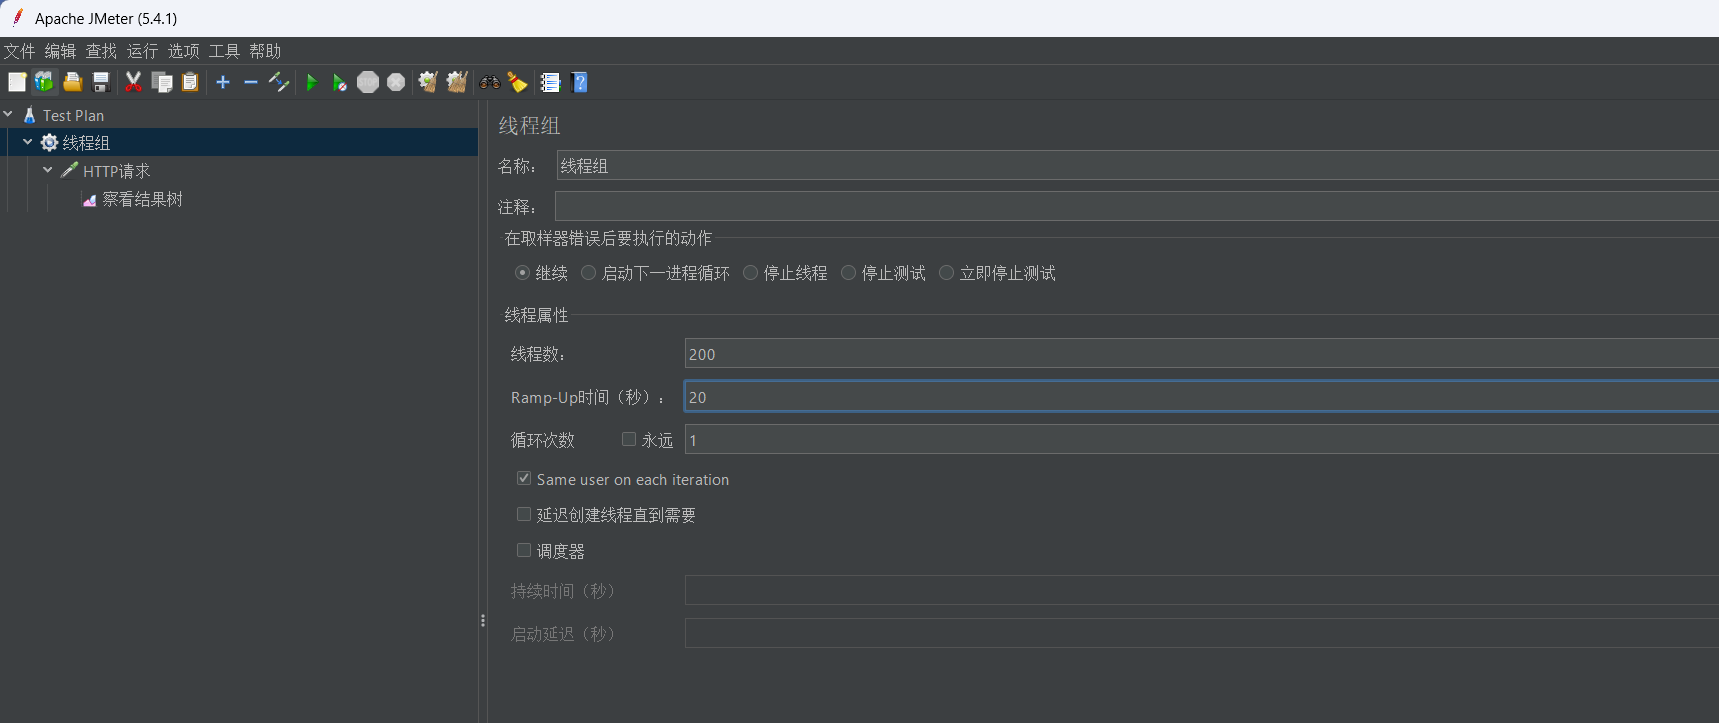 Apache JMeter (5.4.1)
文件 编辑 查找 运行 选项 工具 帮助
Test Plan
线程组
HTTP请求
察看结果树
线程组
名称： 线程组
注释：
在取样器错误后要执行的动作
继续 启动下一进程循环 停止线程 停止测试 立即停止测试
线程属性
线程数： 200
Ramp-Up时间（秒）： 20
循环次数 永远 1
Same user on each iteration
延迟创建线程直到需要
调度器
持续时间（秒）
启动延迟（秒）